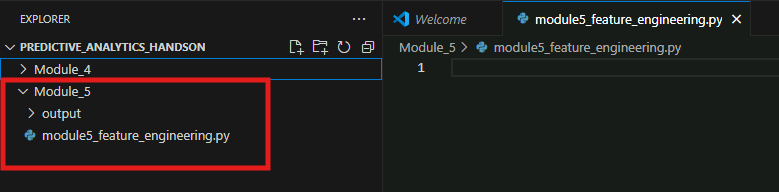 EXPLORER
PREDICTIVE_ANALYTICS_HANDSON
Module_4
Module_5
output
module5_feature_engineering.py
Welcome
module5_feature_engineering.py
Module_5 > module5_feature_engineering.py
1